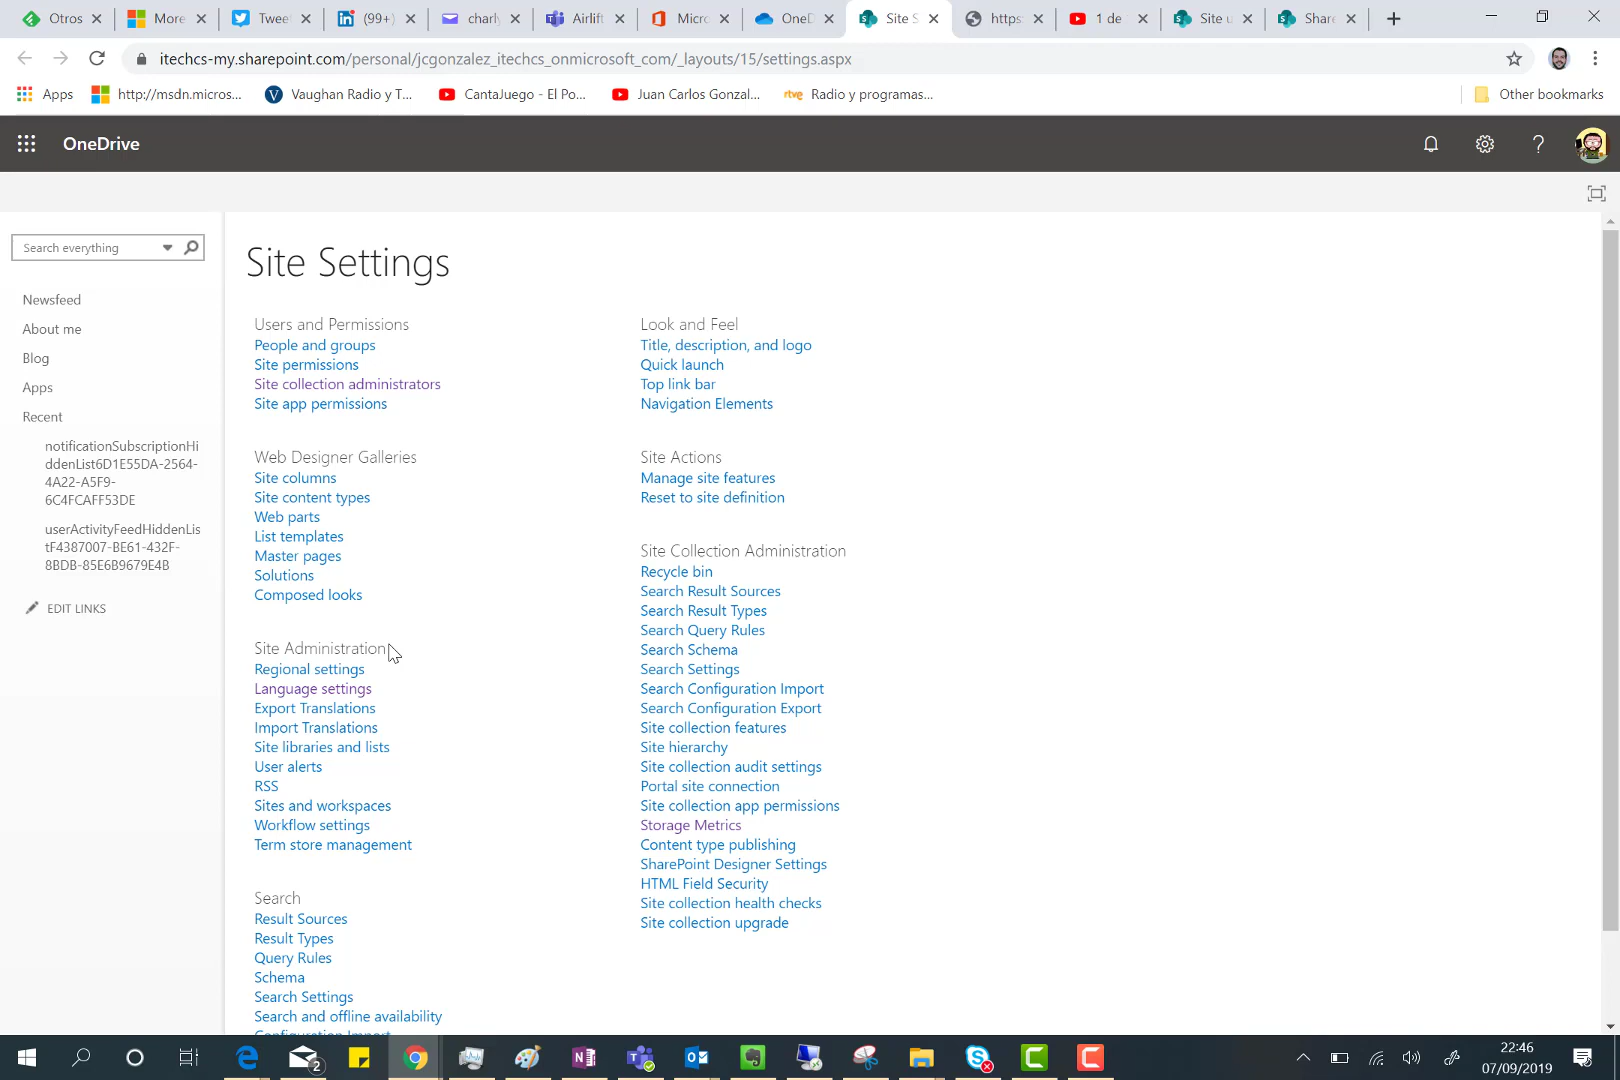 Otros
More
Twee
(99+)
charly
Airlift
Micro
OneD
Site S
https:
1 de
Site u
Share
itechcs-my.sharepoint.com/personal/jcgonzalez_itechcs_onmicrosoft_com/_layouts/15/settings.aspx
Apps
http://msdn.micros...
Vaughan Radio y T...
CantaJuego - El Po...
Juan Carlos Gonzal...
rtve
Radio y programas...
Other bookmarks
OneDrive
Search everything
Newsfeed
About me
Blog
Apps
Recent
notificationSubscriptionHi
ddenList6D1E55DA-2564-
4A22-A5F9-
6C4FCAFF53DE
userActivityFeedHiddenLis
tF4387007-BE61-432F-
8BDB-85E6B9679E4B
EDIT LINKS
Site Settings
Users and Permissions
People and groups
Site permissions
Site collection administrators
Site app permissions
Web Designer Galleries
Site columns
Site content types
Web parts
List templates
Master pages
Solutions
Composed looks
Site Administration
Regional settings
Language settings
Export Translations
Import Translations
Site libraries and lists
User alerts
RSS
Sites and workspaces
Workflow settings
Term store management
Search
Result Sources
Result Types
Query Rules
Schema
Search Settings
Search and offline availability
Configuration Import
Look and Feel
Title, description, and logo
Quick launch
Top link bar
Navigation Elements
Site Actions
Manage site features
Reset to site definition
Site Collection Administration
Recycle bin
Search Result Sources
Search Result Types
Search Query Rules
Search Schema
Search Settings
Search Configuration Import
Search Configuration Export
Site collection features
Site hierarchy
Site collection audit settings
Portal site connection
Site collection app permissions
Storage Metrics
Content type publishing
SharePoint Designer Settings
HTML Field Security
Site collection health checks
Site collection upgrade
2
22:46
07/09/2019